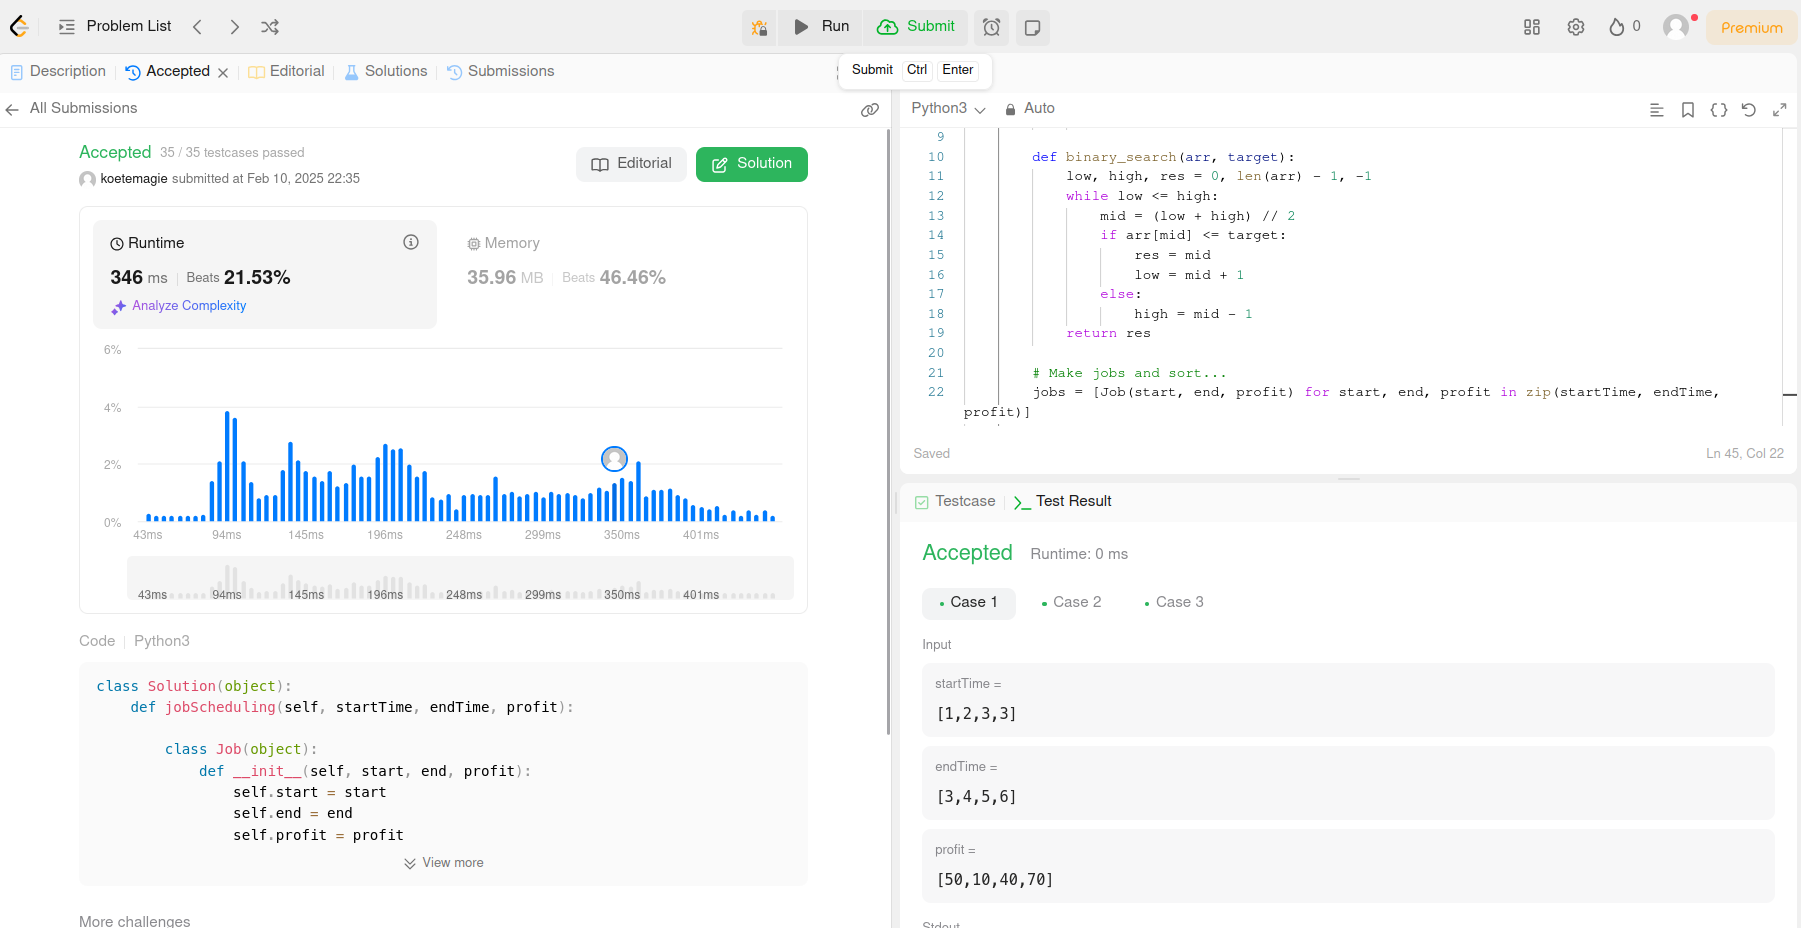 Problem List
Run
Submit
0
Premium
Description
Accepted
Editorial
Solutions
Submissions
Submit Ctrl Enter
All Submissions
Accepted 35 / 35 testcases passed
koetemagie submitted at Feb 10, 2025 22:35
Editorial
Solution
Runtime
346 ms Beats 21.53%
Analyze Complexity
Memory
35.96 MB Beats 46.46%
6%
4%
2%
0%
43ms 94ms 145ms 196ms 248ms 299ms 350ms 401ms
43ms 94ms 145ms 196ms 248ms 299ms 350ms 401ms
Code Python3
class Solution(object):
def jobScheduling(self, startTime, endTime, profit):
class Job(object):
def __init__(self, start, end, profit):
self.start = start
self.end = end
self.profit = profit
View more
More challenges
Python3 Auto
9
10 def binary_search(arr, target):
11 low, high, res = 0, len(arr) - 1, -1
12 while low <= high:
13 mid = (low + high) // 2
14 if arr[mid] <= target:
15 res = mid
16 low = mid + 1
17 else:
18 high = mid - 1
19 return res
20
21 # Make jobs and sort...
22 jobs = [Job(start, end, profit) for start, end, profit in zip(startTime, endTime,
profit)]
Saved
Ln 45, Col 22
Testcase
Test Result
Accepted Runtime: 0 ms
Case 1
Case 2
Case 3
Input
startTime =
[1,2,3,3]
endTime =
[3,4,5,6]
profit =
[50,10,40,70]
Stdout